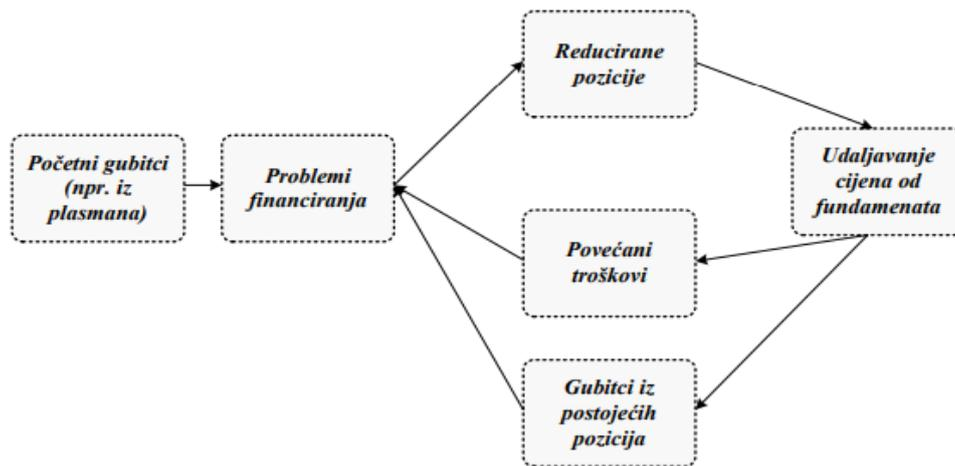 Početni gubitci
(npr. iz
plasmana)
Problemi
financiranja
Reducirane
pozicije
Udaljavanje
cijena od
fundamenata
Povećani
troškovi
Gubitci iz
postojećih
pozicija